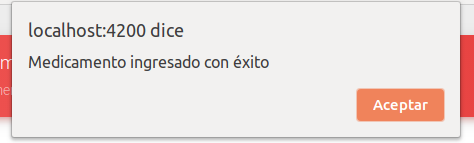 localhost:4200 dice
Medicamento ingresado con éxito
Aceptar